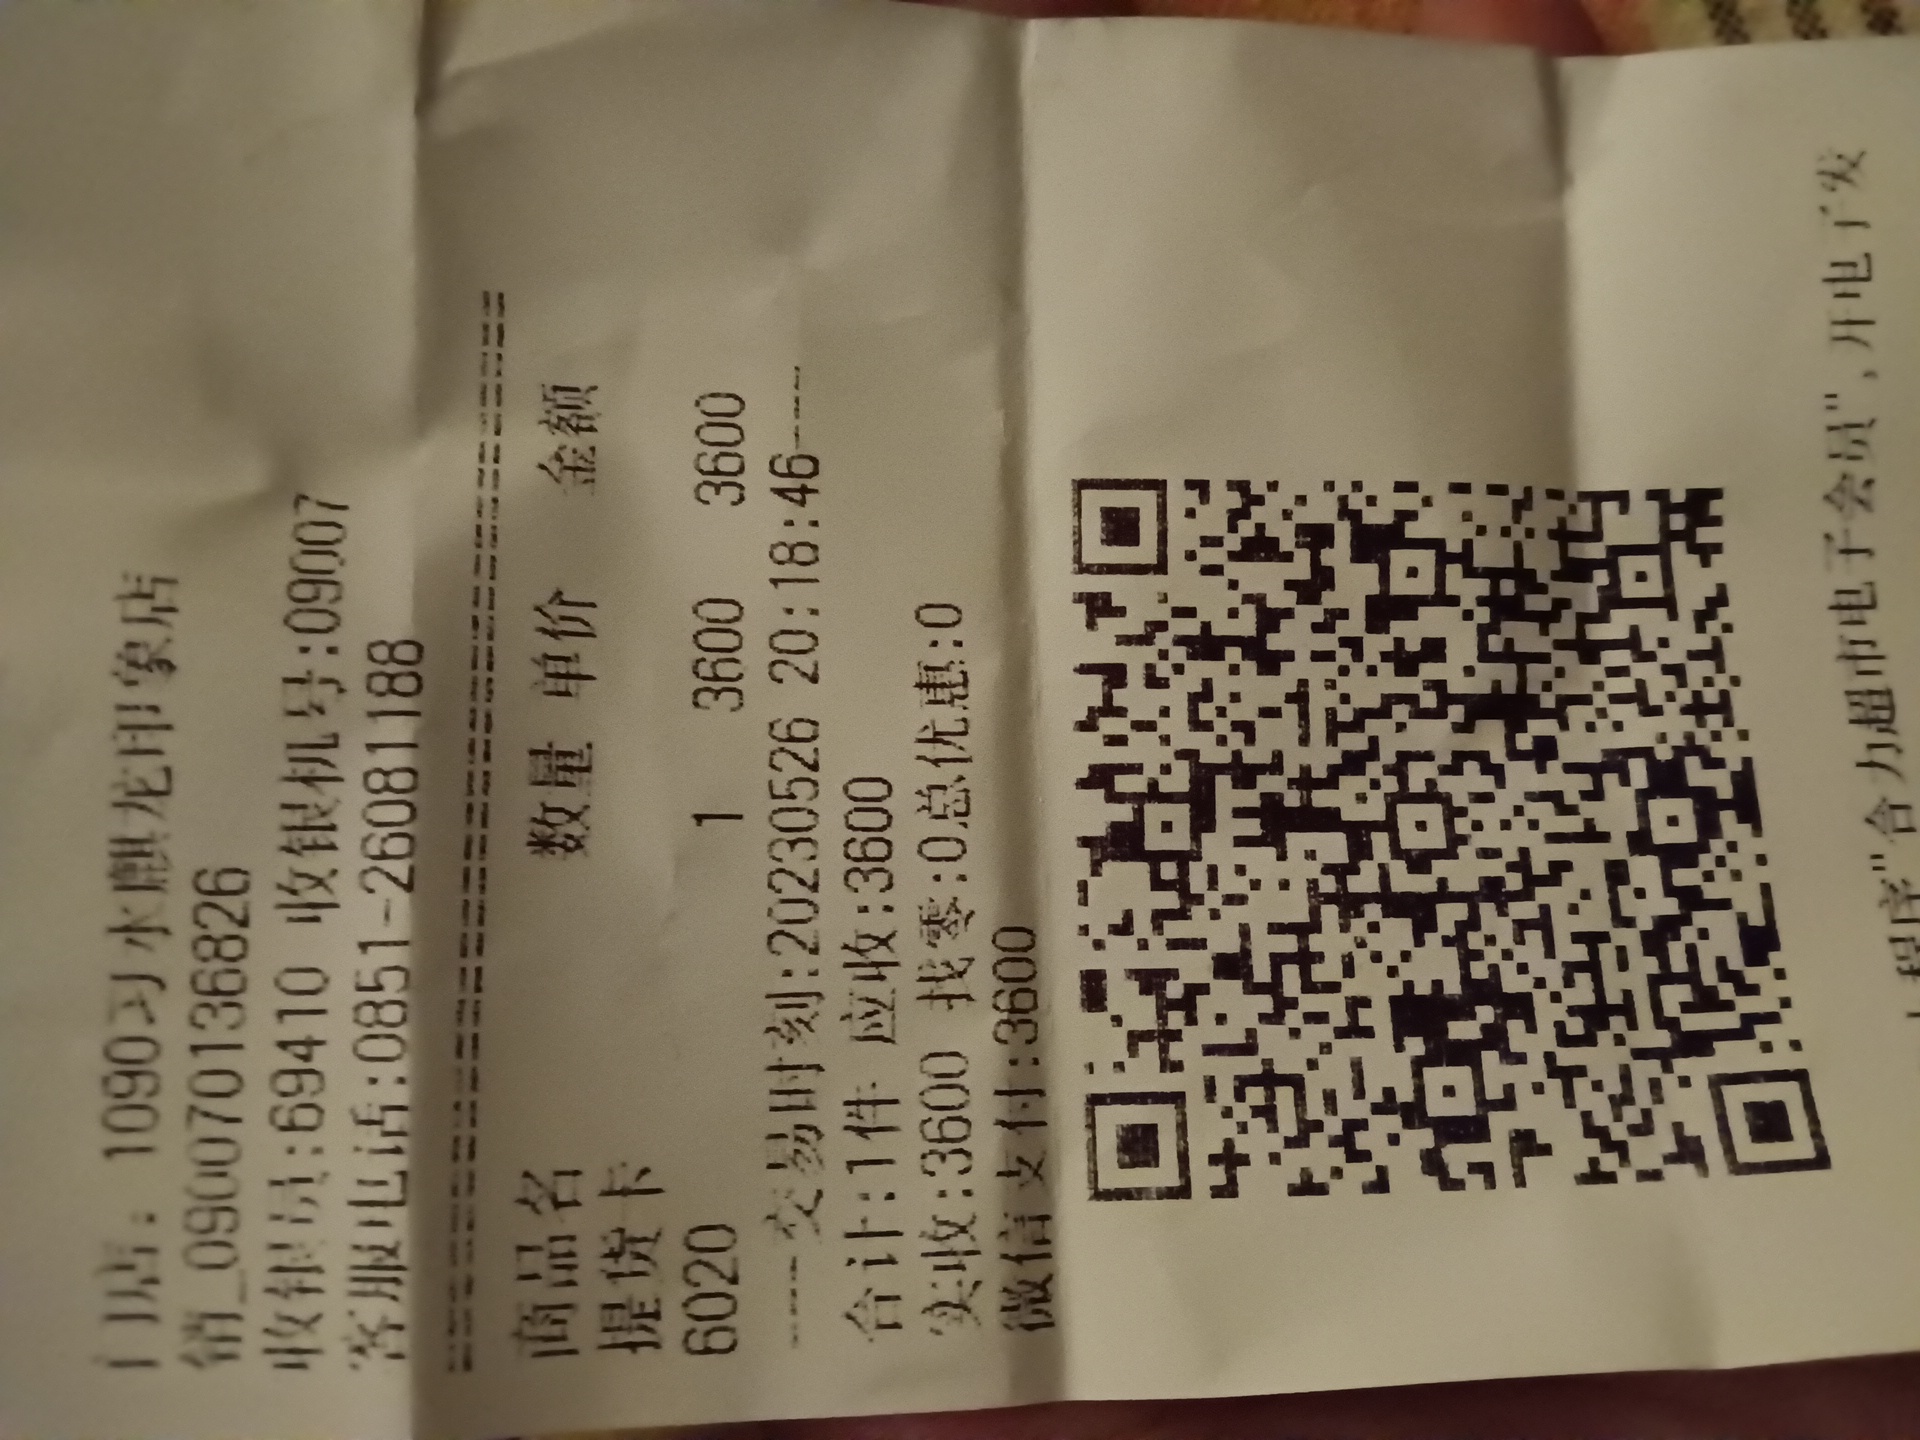 门店: 1090习水麒龙印象店
销_090070136826
收银员:69410 收银机号:09007
客服电话:0851-26081188
================================
商品名 数量 单价 金额
提货卡
6020 1 3600 3600
----交易时刻:20230526 20:18:46----
合计:1件 应收:3600
实收:3600 找零:0总优惠:0
微信支付:3600
程序"合力超市电子会员",开电子发